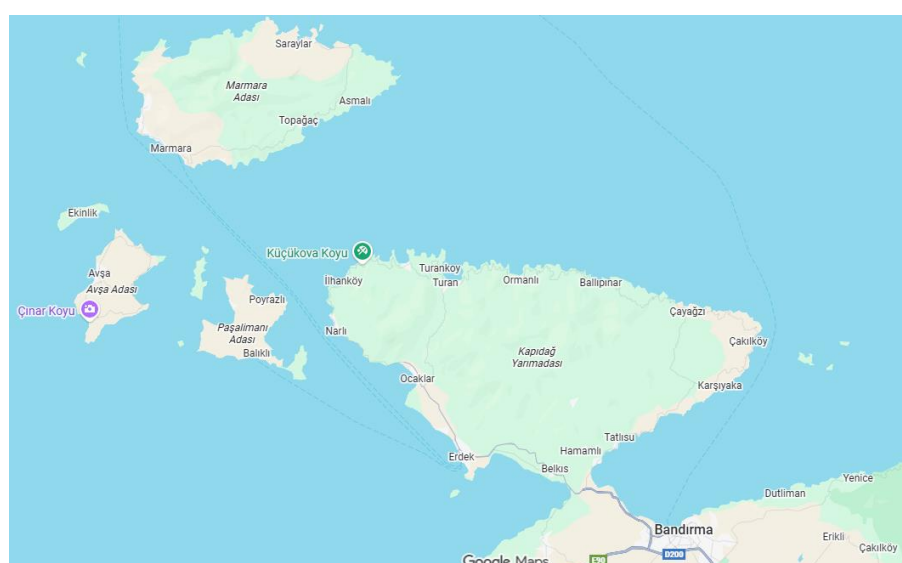 Saraylar
Marmara
Adası
Asmalı
Topağaç
Marmara
Ekinlik
Küçükova Koyu
Avşa
Avşa Adası
Çınar Koyu
Poyrazlı
Paşalimanı
Adası
Balıklı
İlhanköy
Turankoy
Turan
Ormanlı
Ballıpınar
Narlı
Çayağzı
Çakılköy
Kapıdağ
Yarımadası
Ocaklar
Karşıyaka
Tatlısu
Hamamlı
Erdek
Belkıs
Yenice
Dutliman
Bandırma
Erikli
Çakılköy
D200
E90
Google Maps